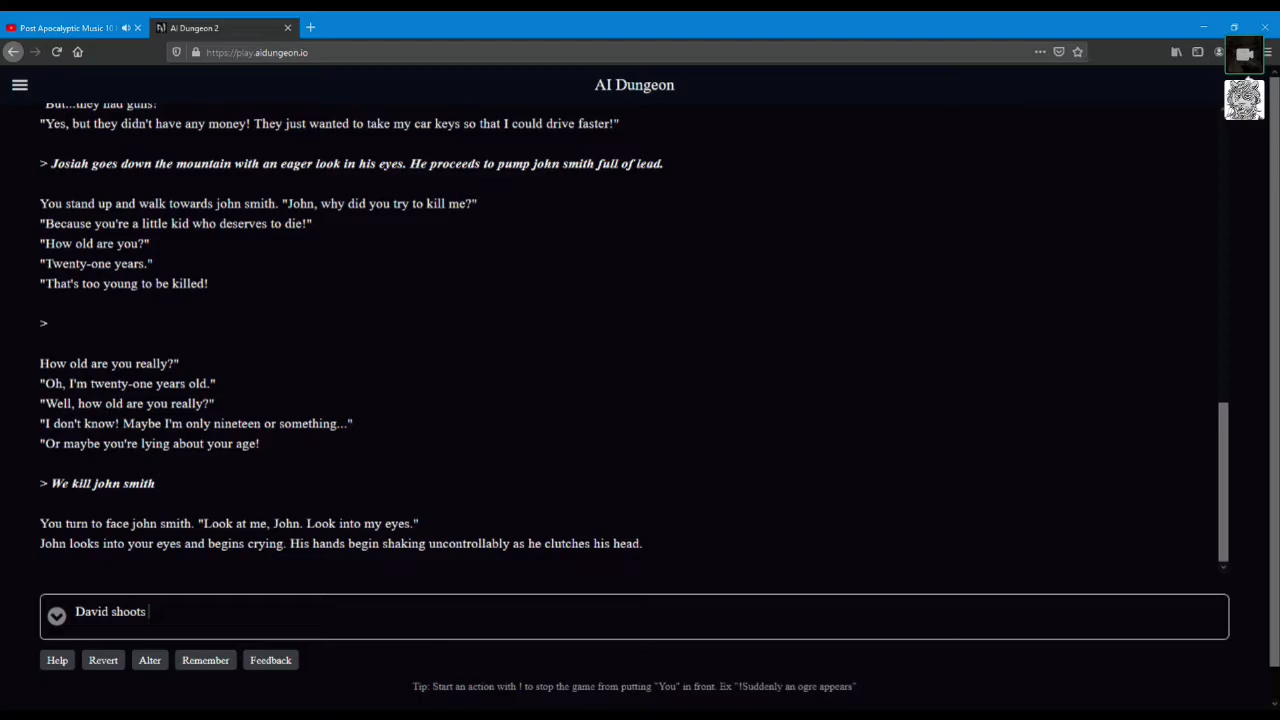 Post Apocalyptic Music 10
AI Dungeon 2
https://play.aidungeon.io
AI Dungeon
"But...they had guns!
"Yes, but they didn't have any money! They just wanted to take my car keys so that I could drive faster!"
> Josiah goes down the mountain with an eager look in his eyes. He proceeds to pump john smith full of lead.
You stand up and walk towards john smith. "John, why did you try to kill me?"
"Because you're a little kid who deserves to die!"
"How old are you?"
"Twenty-one years."
"That's too young to be killed!
>
How old are you really?"
"Oh, I'm twenty-one years old."
"Well, how old are you really?"
"I don't know! Maybe I'm only nineteen or something..."
"Or maybe you're lying about your age!
> We kill john smith
You turn to face john smith. "Look at me, John. Look into my eyes."
John looks into your eyes and begins crying. His hands begin shaking uncontrollably as he clutches his head.
David shoots
Help Revert Alter Remember Feedback
Tip: Start an action with ! to stop the game from putting "You" in front. Ex "!Suddenly an ogre appears"